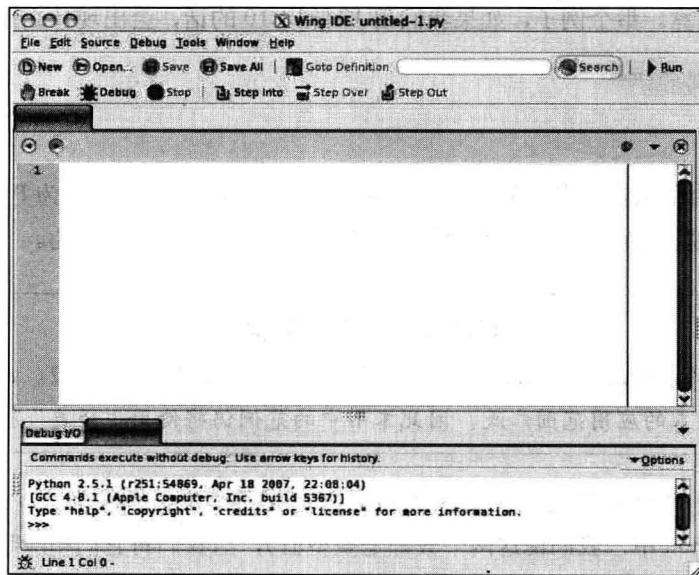 Wing IDE: untitled-1.py
File Edit Source Debug Tools Window Help
New Open... Save Save All Goto Definition Search Run
Break Debug Stop Step Into Step Over Step Out
1
Debug I/O
Commands execute without debug. Use arrow keys for history. Options
Python 2.5.1 (r251:54869, Apr 18 2007, 22:08:04)
[GCC 4.0.1 (Apple Computer, Inc. build 5367)]
Type "help", "copyright", "credits" or "license" for more information.
>>>
Line 1 Col 0 -